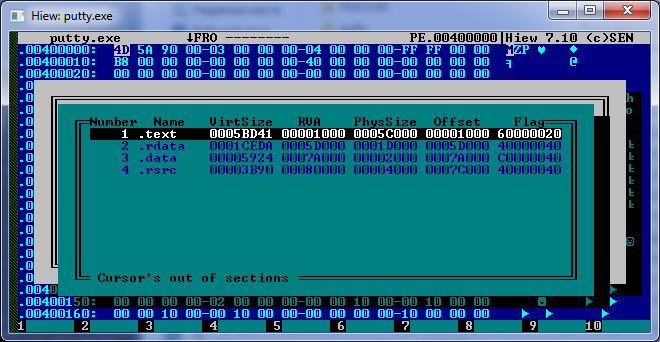 Hiew: putty.exe
putty.exe ↓FRO -------- PE.00400000|Hiew 7.10 (c)SEN
.00400000: 4D 5A 90 00-03 00 00 00-04 00 00 00-FF FF 00 00 MZP ♥ ♦
.00400010: B8 00 00 00-00 00 00 00-40 00 00 00-00 00 00 00 ╕ @
.00400020: 00 00 00 00-00 00 00 00-00 00 00 00-00 00 00 00
Number Name VirtSize RVA PhysSize Offset Flag
1 .text 0005BD41 00001000 0005C000 00001000 60000020
2 .rdata 0001CEDA 0005D000 0001D000 0005D000 40000040
3 .data 00005924 0007A000 00002000 0007A000 C0000040
4 .rsrc 00003B90 00080000 00004000 0007C000 40000040
Cursor's out of sections
.00400150: 00 00 00-02 00 00 00-00 10 00-00 10 00 00
.00400160: 00 00 10 00-00 10 00 00-00 00 00 00-10 00 00 00
1 2 3 4 5 6 7 8 9 10